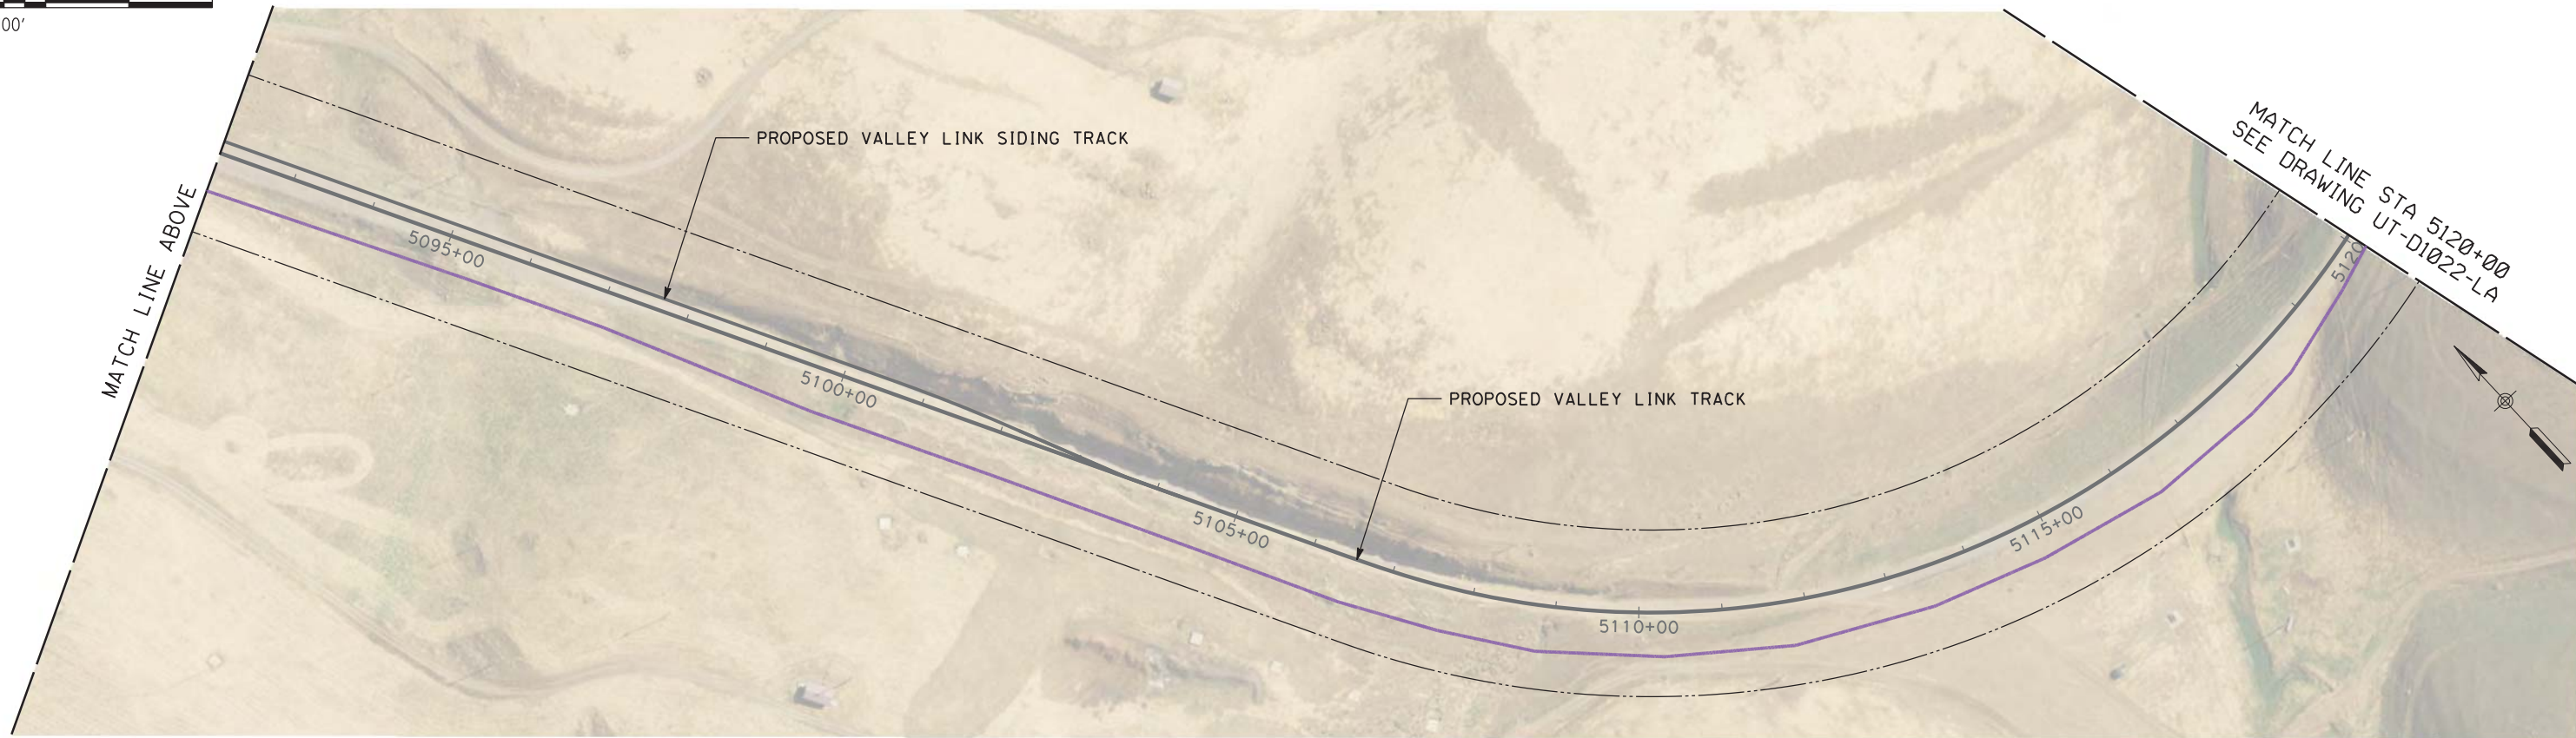 00'
PROPOSED VALLEY LINK SIDING TRACK
MATCH LINE STA 5120+00
SEE DRAWING UT-D1022-LA
MATCH LINE ABOVE
5095+00
5100+00
PROPOSED VALLEY LINK TRACK
5105+00
5110+00
5115+00
5120